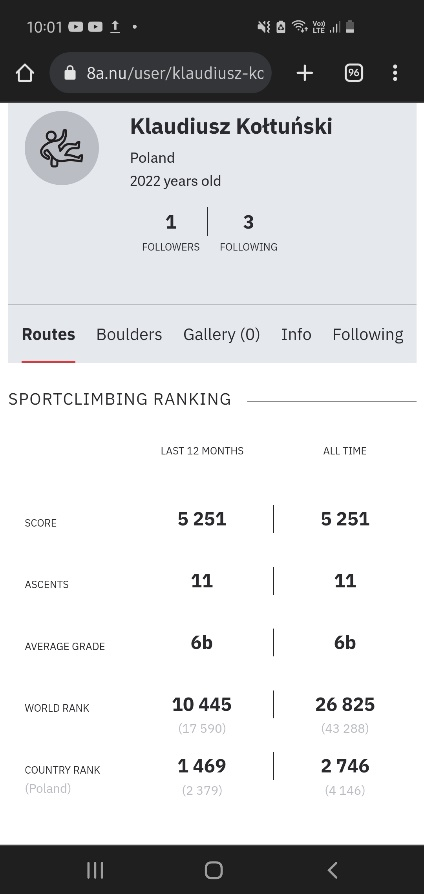 10:01 Vo)) LTE
8a.nu/user/klaudiusz-kc 96
Klaudiusz Kołtuński
Poland
2022 years old
1 3
FOLLOWERS FOLLOWING
Routes Boulders Gallery (0) Info Following
SPORTCLIMBING RANKING
LAST 12 MONTHS ALL TIME
SCORE 5 251 5 251
ASCENTS 11 11
AVERAGE GRADE 6b 6b
WORLD RANK 10 445 26 825
(17 590) (43 288)
COUNTRY RANK 1 469 2 746
(Poland) (2 379) (4 146)